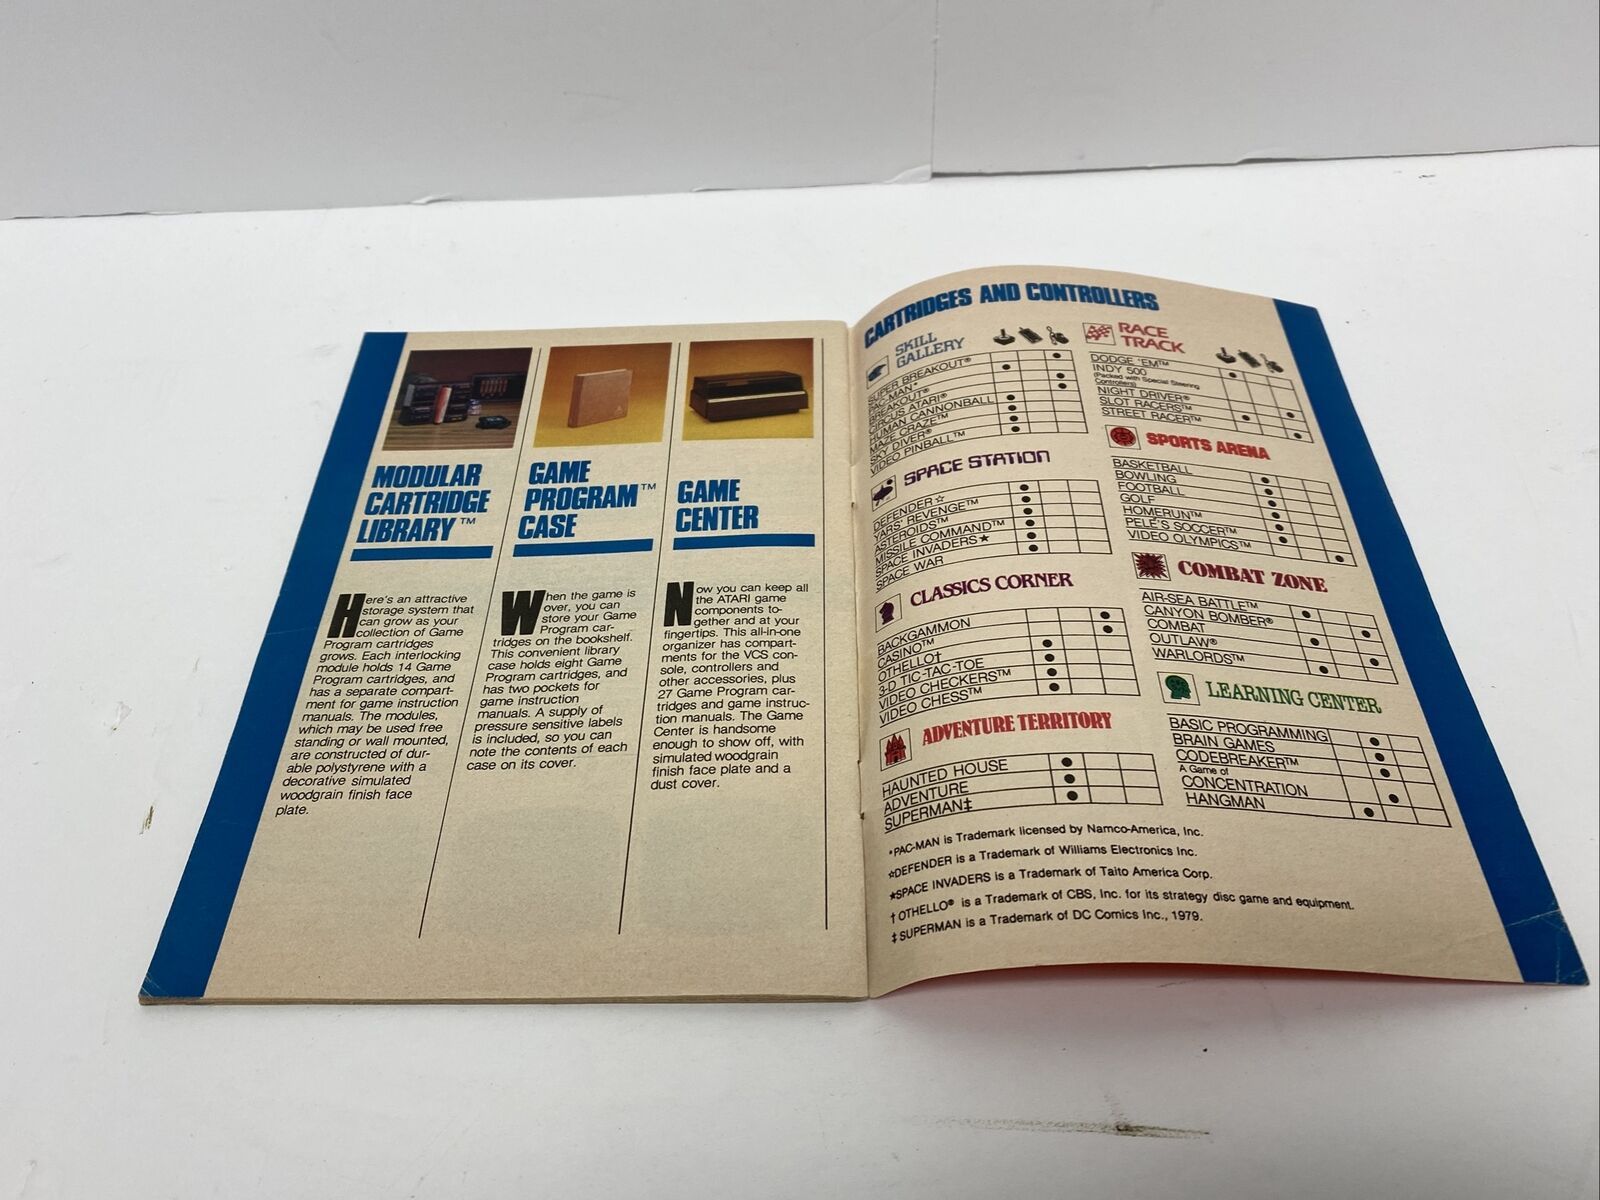 MODULAR
CARTRIDGE
LIBRARY™
Here's an attractive
storage system that
can grow as your
collection of Game
Program cartridges
grows. Each interlocking
module holds 14 Game
Program cartridges, and
has a separate compart-
ment for game instruction
manuals. The modules,
which may be used free
standing or wall mounted,
are constructed of dur-
able polystyrene with a
decorative simulated
woodgrain finish face
plate.
GAME
PROGRAM™
CASE
When the game is
over, you can
store your Game
Program car-
tridges on the bookshelf.
This convenient library
case holds eight Game
Program cartridges, and
has two pockets for
game instruction
manuals. A supply of
pressure sensitive labels
is included, so you can
note the contents of each
case on its cover.
GAME
CENTER
Now you can keep all
the ATARI game
components to-
gether and at your
fingertips. This all-in-one
organizer has compart-
ments for the VCS con-
sole, controllers and
other accessories, plus
27 Game Program car-
tridges and game instruc-
tion manuals. The Game
Center is handsome
enough to show off, with
simulated woodgrain
finish face plate and a
dust cover.
CARTRIDGES AND CONTROLLERS
SKILL
GALLERY
SUPER BREAKOUT®
PAC-MAN*
BREAKOUT®
CIRCUS ATARI®
HUMAN CANNONBALL
MAZE CRAZE™
SKY DIVER®
VIDEO PINBALL™
SPACE STATION
DEFENDER☆
YARS' REVENGE™
ASTEROIDS™
MISSILE COMMAND™
SPACE INVADERS★
SPACE WAR
CLASSICS CORNER
BACKGAMMON
CASINO™
OTHELLO†
3-D TIC-TAC-TOE
VIDEO CHECKERS™
VIDEO CHESS™
ADVENTURE TERRITORY
HAUNTED HOUSE
ADVENTURE
SUPERMAN‡
RACE
TRACK
DODGE 'EM™
INDY 500
(Packed with Special Steering
Controllers)
NIGHT DRIVER®
SLOT RACERS™
STREET RACER™
SPORTS ARENA
BASKETBALL
BOWLING
FOOTBALL
GOLF
HOMERUN™
PELÉ'S SOCCER™
VIDEO OLYMPICS™
COMBAT ZONE
AIR-SEA BATTLE™
CANYON BOMBER®
COMBAT
OUTLAW®
WARLORDS™
LEARNING CENTER
BASIC PROGRAMMING
BRAIN GAMES
CODEBREAKER™
A Game of
CONCENTRATION
HANGMAN
*PAC-MAN is Trademark licensed by Namco-America, Inc.
☆DEFENDER is a Trademark of Williams Electronics Inc.
★SPACE INVADERS is a Trademark of Taito America Corp.
† OTHELLO® is a Trademark of CBS, Inc. for its strategy disc game and equipment.
‡ SUPERMAN is a Trademark of DC Comics Inc., 1979.